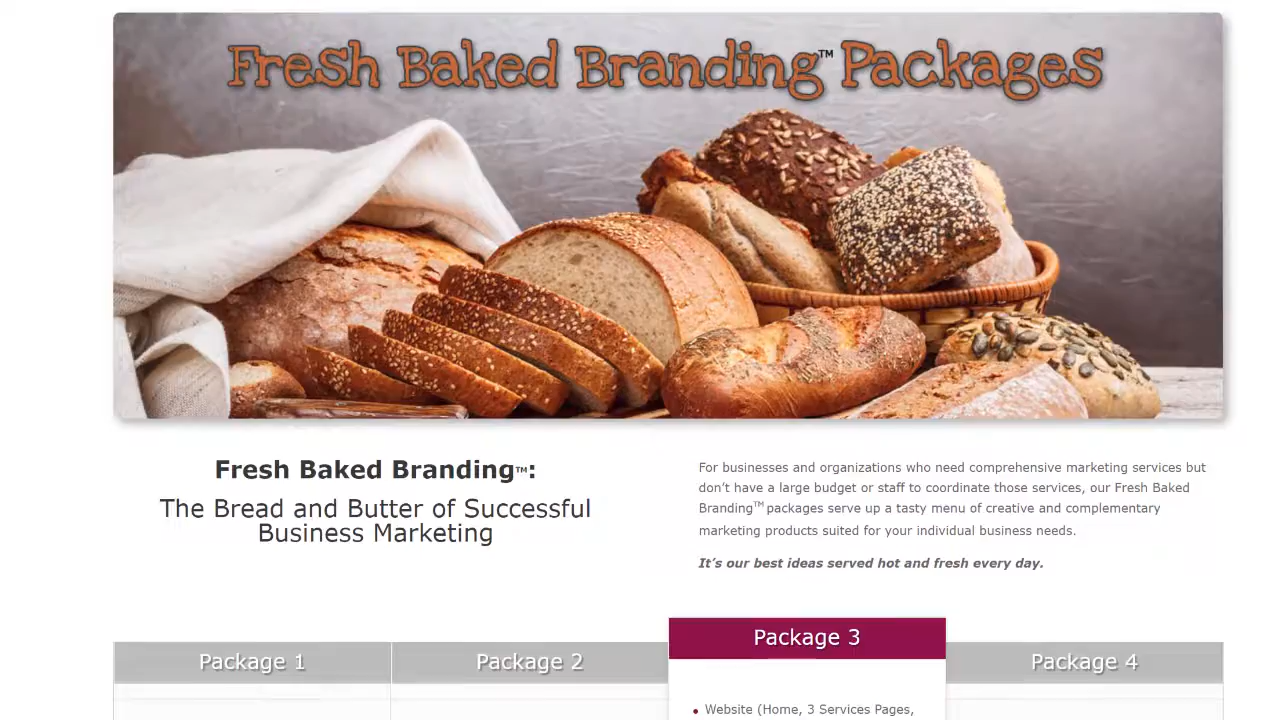 Fresh Baked Branding™ Packages
Fresh Baked Branding™:
The Bread and Butter of Successful
Business Marketing
For businesses and organizations who need comprehensive marketing services but
don’t have a large budget or staff to coordinate those services, our Fresh Baked
Branding™ packages serve up a tasty menu of creative and complementary
marketing products suited for your individual business needs.
It’s our best ideas served hot and fresh every day.
Package 1
Package 2
Package 3
Package 4
• Website (Home, 3 Services Pages,